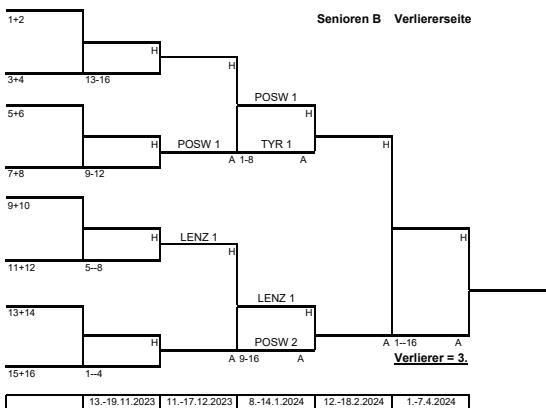 1+2
Senioren B Verliererseite
H
H
3+4
13-16
POSW 1
5+6
H
H
POSW 1
TYR 1
H
7+8
9-12
A
1-8
A
9+10
H
LENZ 1
H
H
11+12
5--8
13+14
LENZ 1
H
H
POSW 2
A
1--16
A
15+16
1--4
A
9-16
A
Verlierer = 3.
13.-19.11.2023
11.-17.12.2023
8.-14.1.2024
12.-18.2.2024
1.-7.4.2024